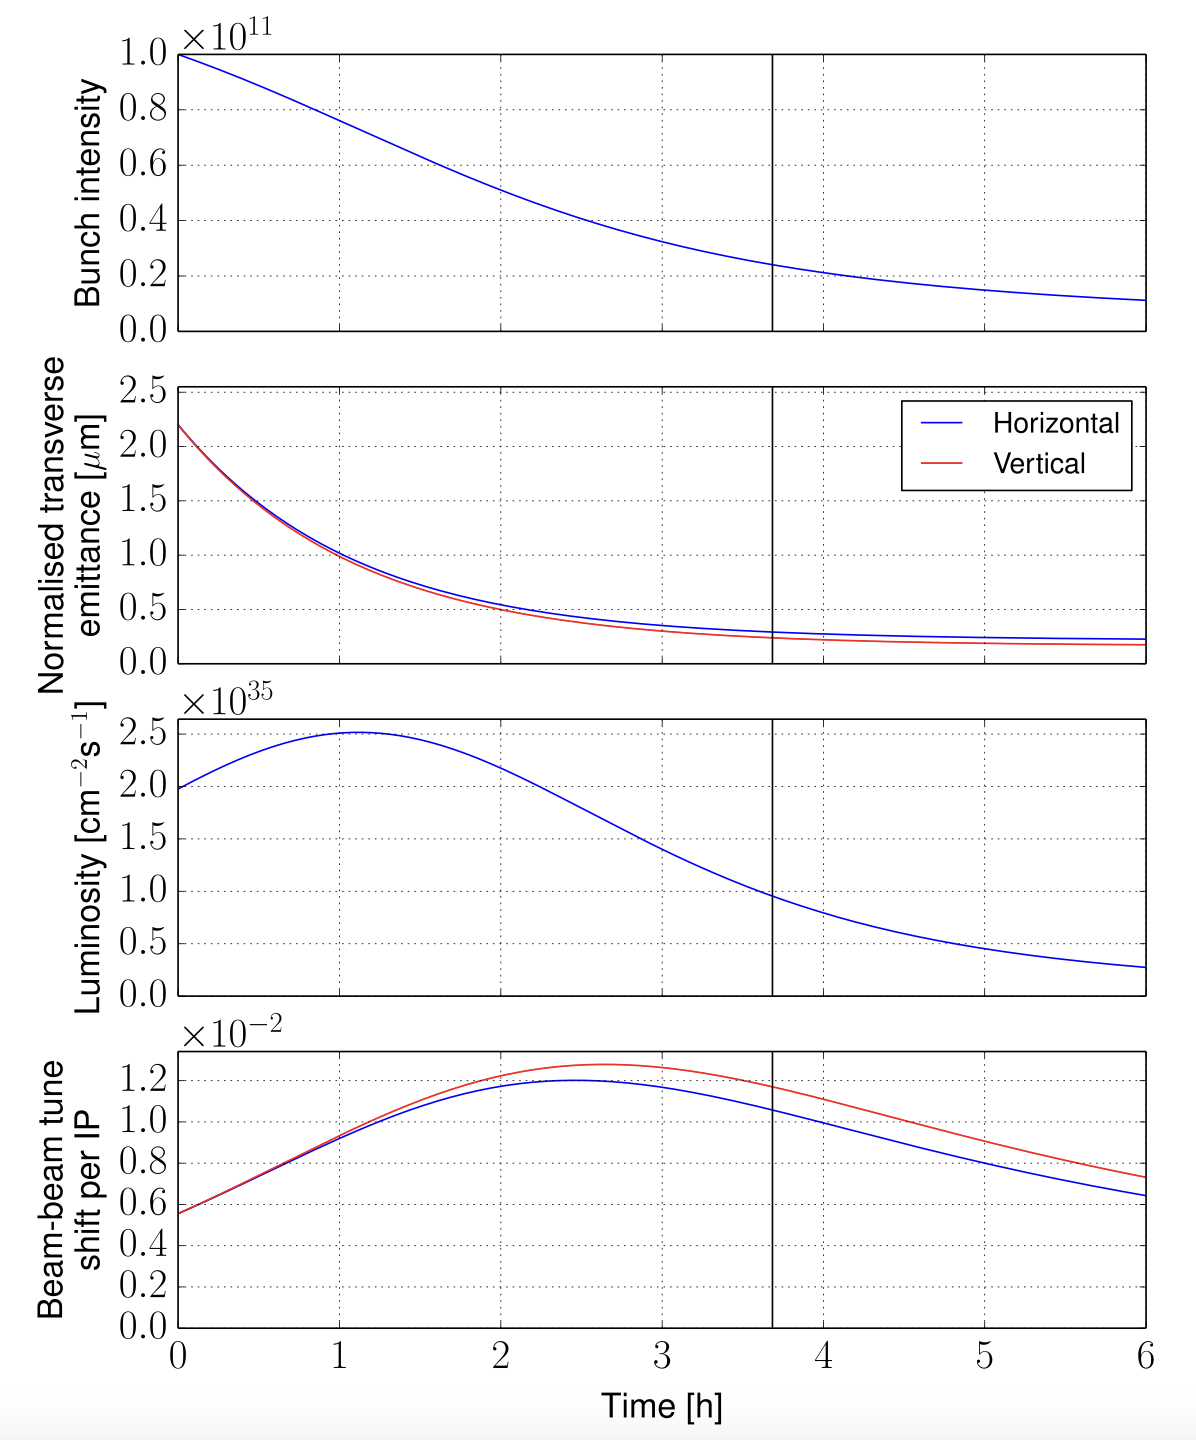 ×10¹¹
1.0
0.8
0.6
0.4
0.2
0.0
Bunch intensity
2.5
2.0
1.5
1.0
0.5
0.0
Normalised transverse
emittance [μm]
Horizontal
Vertical
×10³⁵
2.5
2.0
1.5
1.0
0.5
0.0
Luminosity [cm⁻²s⁻¹]
×10⁻²
1.2
1.0
0.8
0.6
0.4
0.2
0.0
Beam-beam tune
shift per IP
0 1 2 3 4 5 6
Time [h]